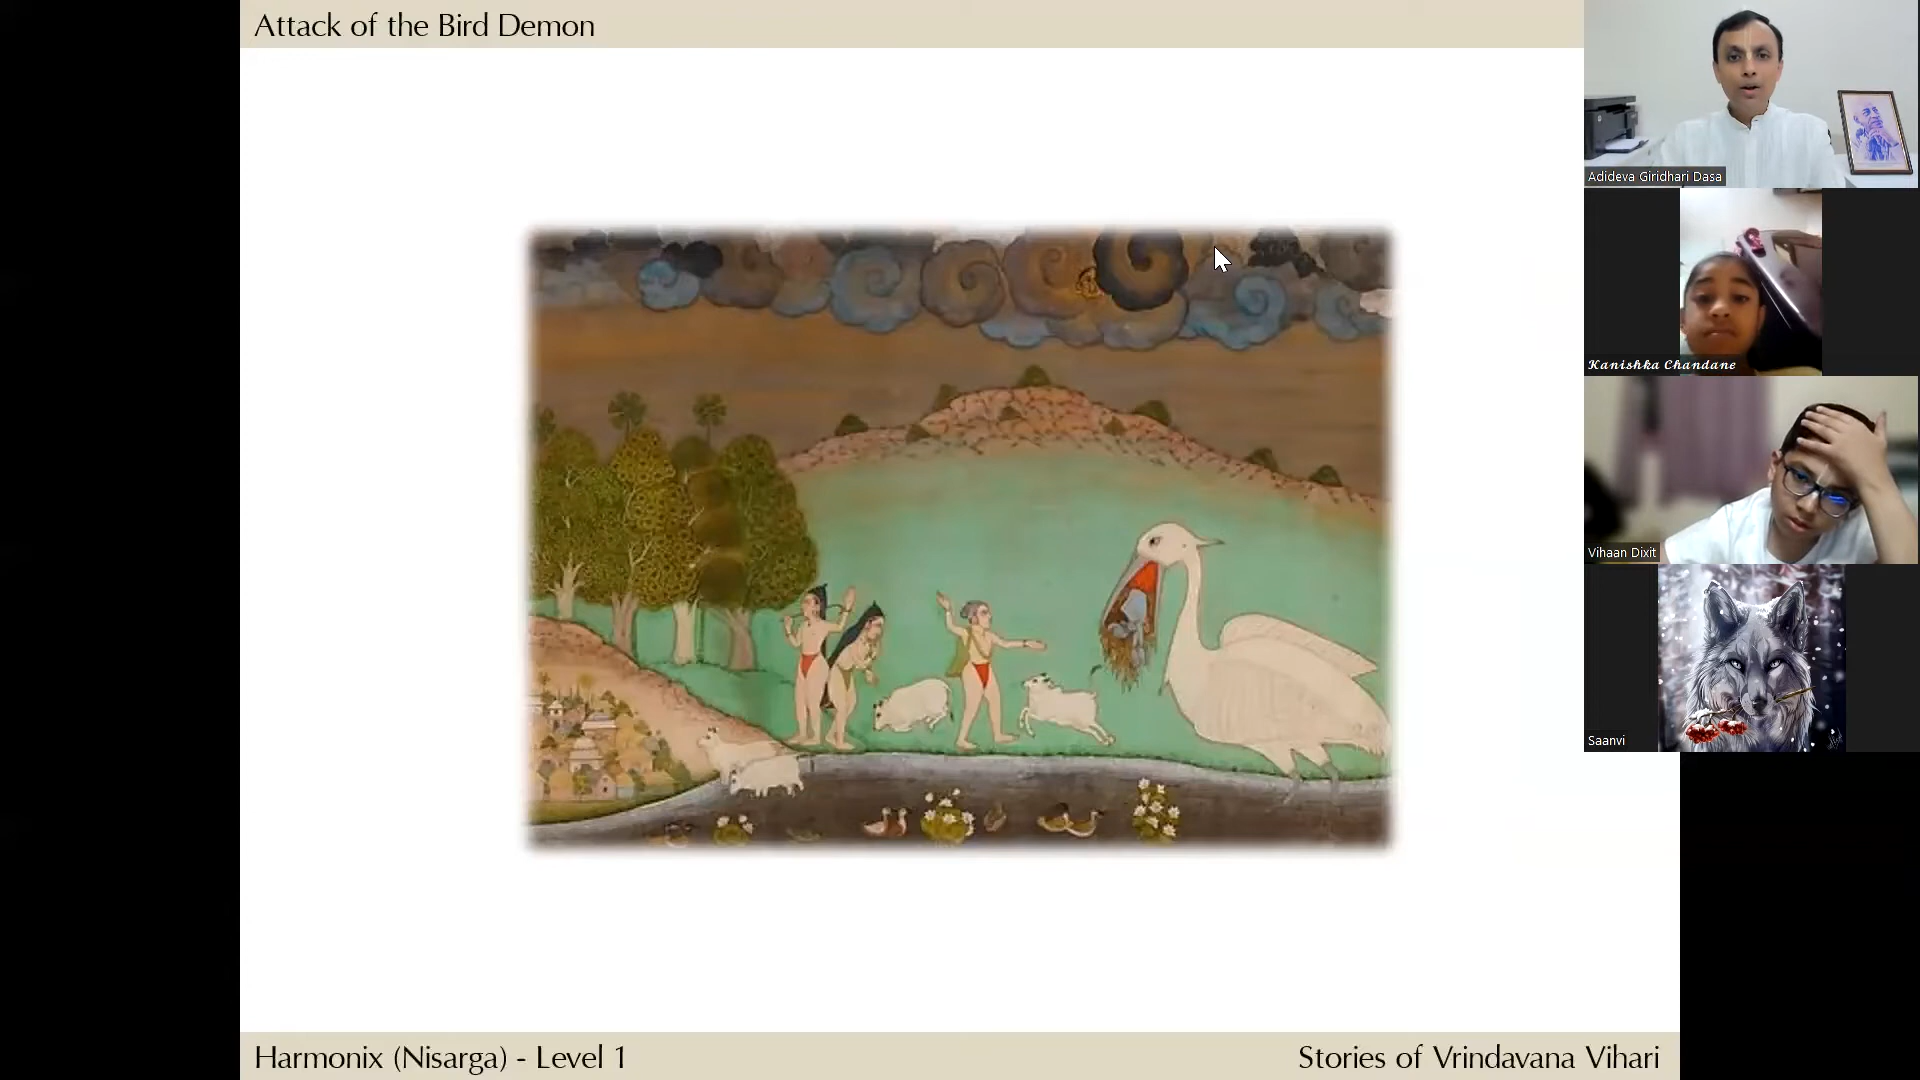 Attack of the Bird Demon
Adideva Giridhari Dasa
Kanishka Chandane
Vihaan Dixit
Saanvi
Harmonix (Nisarga) - Level 1
Stories of Vrindavana Vihari